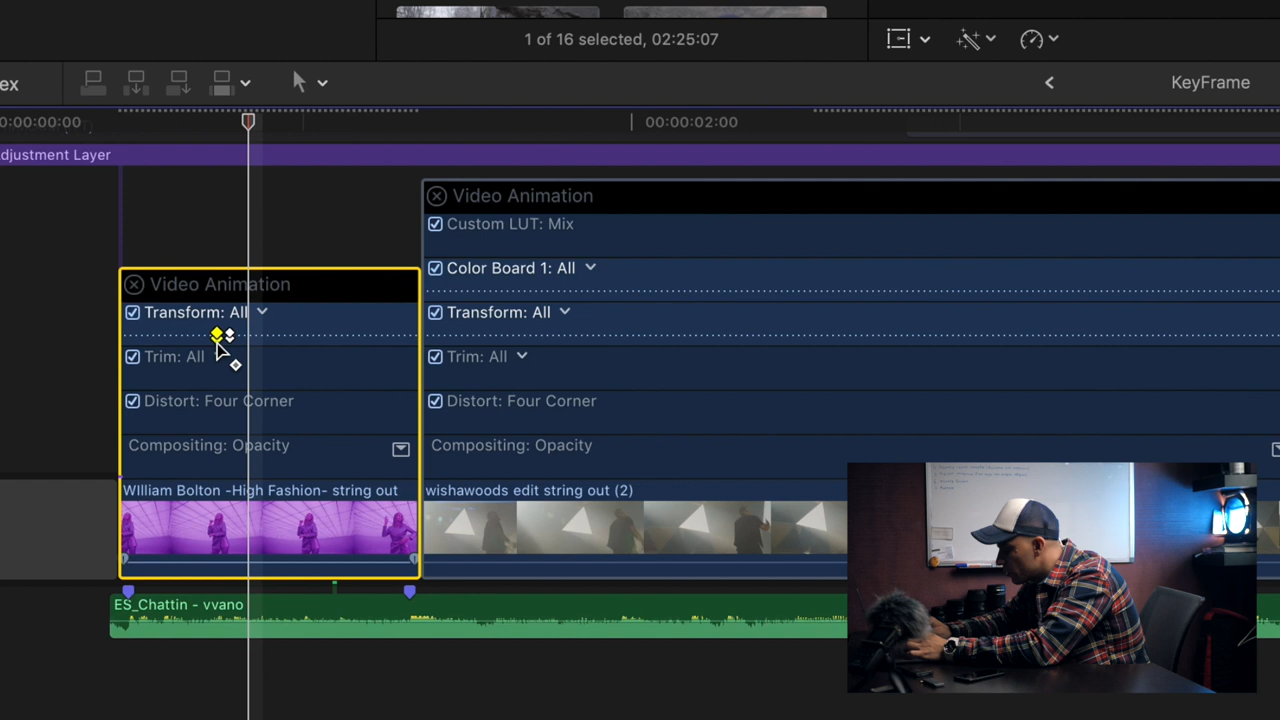 1 of 16 selected, 02:25:07
ex
KeyFrame
0:00:00:00
00:00:02:00
djustment Layer
Video Animation
Custom LUT: Mix
Color Board 1: All
Video Animation
Transform: All
Transform: All
Trim: All
Trim: All
Distort: Four Corner
Distort: Four Corner
Compositing: Opacity
Compositing: Opacity
WIlliam Bolton -High Fashion- string out
wishawoods edit string out (2)
ES_Chattin - vvano